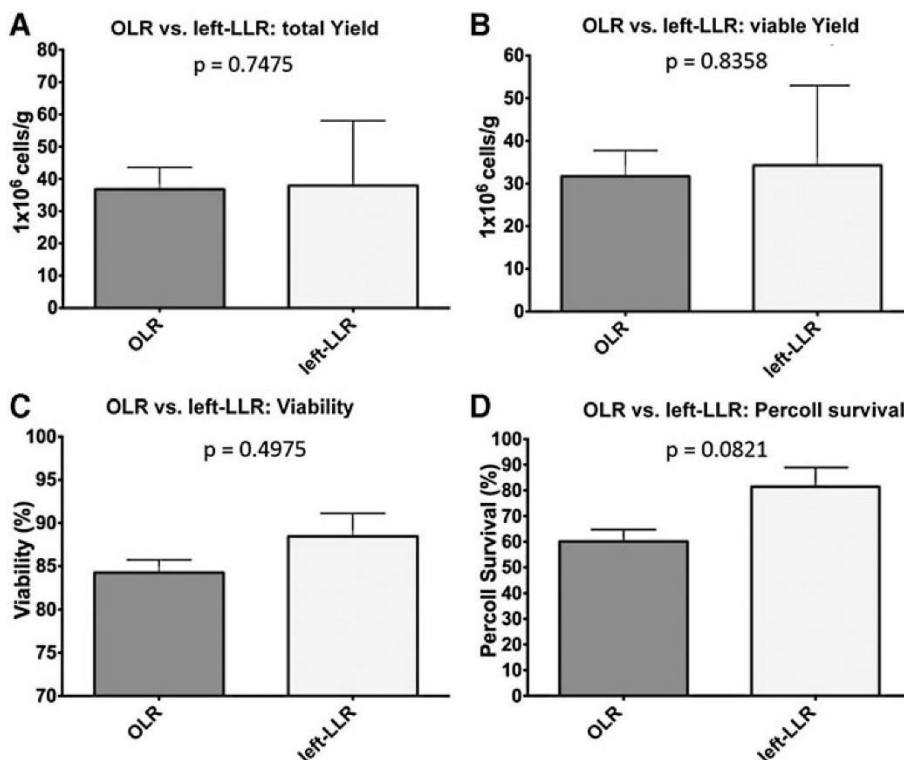 A
OLR vs. left-LLR: total Yield
p = 0.7475
1x10⁶ cells/g
80
70
60
50
40
30
20
10
0
OLR
left-LLR
B
OLR vs. left-LLR: viable Yield
p = 0.8358
1x10⁶ cells/g
60
50
40
30
20
10
0
OLR
left-LLR
C
OLR vs. left-LLR: Viability
p = 0.4975
Viability (%)
100
95
90
85
80
75
70
OLR
left-LLR
D
OLR vs. left-LLR: Percoll survival
p = 0.0821
Percoll Survival (%)
100
90
80
70
60
50
40
30
20
10
0
OLR
left-LLR